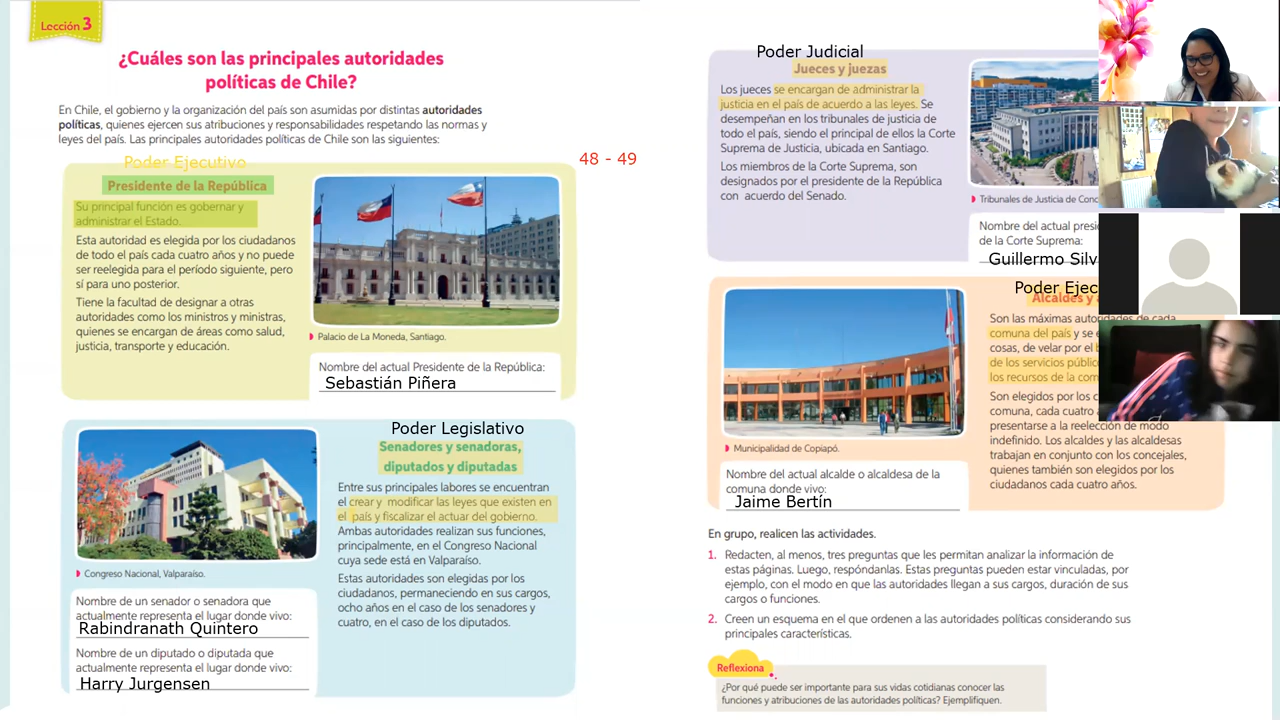 Lección 3
¿Cuáles son las principales autoridades
políticas de Chile?
En Chile, el gobierno y la organización del país son asumidas por distintas autoridades
políticas, quienes ejercen sus atribuciones y responsabilidades respetando las normas y
leyes del país. Las principales autoridades políticas de Chile son las siguientes:
Poder Ejecutivo
Presidente de la República
Su principal función es gobernar y
administrar el Estado.
Esta autoridad es elegida por los ciudadanos
de todo el país cada cuatro años y no puede
ser reelegida para el período siguiente, pero
sí para uno posterior.
Tiene la facultad de designar a otras
autoridades como los ministros y ministras,
quienes se encargan de áreas como salud,
justicia, transporte y educación.
48 - 49
Palacio de La Moneda, Santiago.
Nombre del actual Presidente de la República:
Sebastián Piñera
Poder Legislativo
Senadores y senadoras,
diputados y diputadas
Entre sus principales labores se encuentran
el crear y modificar las leyes que existen en
el país y fiscalizar el actuar del gobierno.
Ambas autoridades realizan sus funciones,
principalmente, en el Congreso Nacional
cuya sede está en Valparaíso.
Estas autoridades son elegidas por los
ciudadanos, permaneciendo en sus cargos,
ocho años en el caso de los senadores y
cuatro, en el caso de los diputados.
Congreso Nacional, Valparaíso.
Nombre de un senador o senadora que
actualmente representa el lugar donde vivo:
Rabindranath Quintero
Nombre de un diputado o diputada que
actualmente representa el lugar donde vivo:
Harry Jurgensen
Poder Judicial
Jueces y juezas
Los jueces se encargan de administrar la
justicia en el país de acuerdo a las leyes. Se
desempeñan en los tribunales de justicia de
todo el país, siendo el principal de ellos la Corte
Suprema de Justicia, ubicada en Santiago.
Los miembros de la Corte Suprema, son
designados por el presidente de la República
con acuerdo del Senado.
Tribunales de Justicia de Conc
Nombre del actual presi
de la Corte Suprema:
Guillermo Silv
Poder Ejec
Alcaldes y a
Son las máximas autoridades de cada
comuna del país y se e
cosas, de velar por el b
de los servicios públic
los recursos de la com
Son elegidos por los c
comuna, cada cuatro a
presentarse a la reelección de modo
indefinido. Los alcaldes y las alcaldesas
trabajan en conjunto con los concejales,
quienes también son elegidos por los
ciudadanos cada cuatro años.
Municipalidad de Copiapó.
Nombre del actual alcalde o alcaldesa de la
comuna donde vivo:
Jaime Bertín
En grupo, realicen las actividades.
1. Redacten, al menos, tres preguntas que les permitan analizar la información de
estas páginas. Luego, respóndanlas. Estas preguntas pueden estar vinculadas, por
ejemplo, con el modo en que las autoridades llegan a sus cargos, duración de sus
cargos o funciones.
2. Creen un esquema en el que ordenen a las autoridades políticas considerando sus
principales características.
Reflexiona
¿Por qué puede ser importante para sus vidas cotidianas conocer las
funciones y atribuciones de las autoridades políticas? Ejemplifiquen.